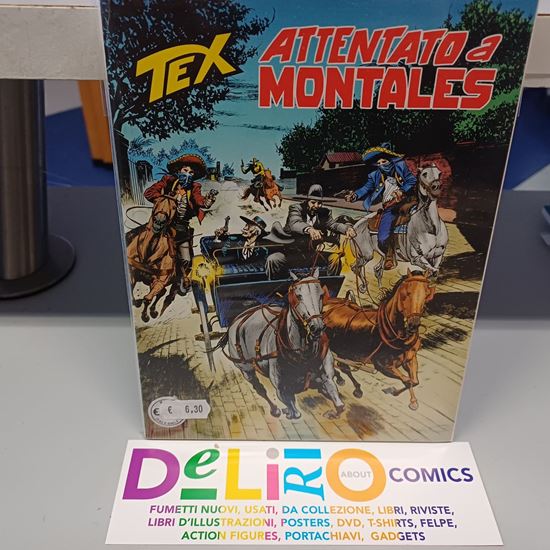 TEX
ATTENTATO a
MONTALES
€ € 6,30
DèLiRiO
ABOUT
COMICS
FUMETTI NUOVI, USATI, DA COLLEZIONE, LIBRI, RIVISTE,
LIBRI D'ILLUSTRAZIONI, POSTERS, DVD, T-SHIRTS, FELPE,
ACTION FIGURES, PORTACHIAVI, GADGETS